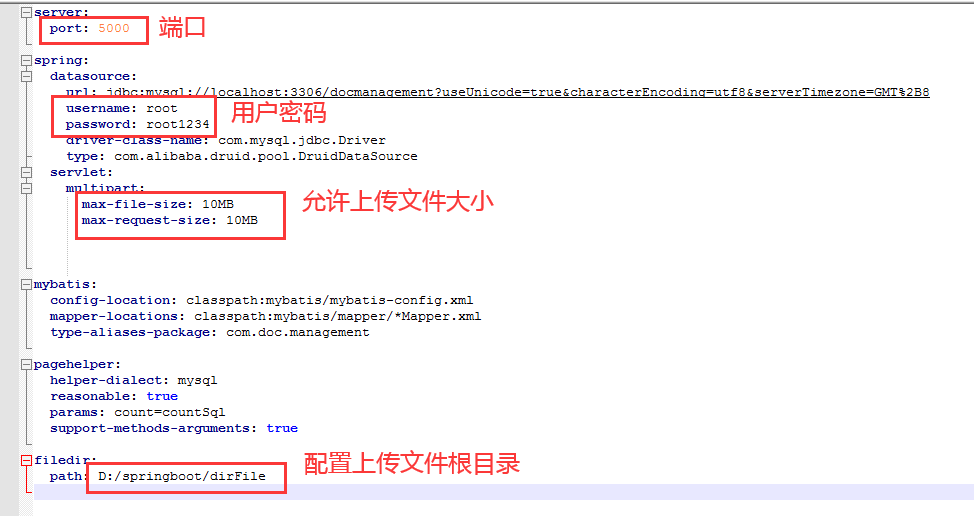 server:
port: 5000 端口
spring:
datasource:
url: jdbc:mysql://localhost:3306/docmanagement?useUnicode=true&characterEncoding=utf8&serverTimezone=GMT%2B8
username: root
password: root1234 用户密码
driver-class-name: com.mysql.jdbc.Driver
type: com.alibaba.druid.pool.DruidDataSource
servlet:
multipart:
max-file-size: 10MB 允许上传文件大小
max-request-size: 10MB
mybatis:
config-location: classpath:mybatis/mybatis-config.xml
mapper-locations: classpath:mybatis/mapper/*Mapper.xml
type-aliases-package: com.doc.management
pagehelper:
helper-dialect: mysql
reasonable: true
params: count=countSql
support-methods-arguments: true
filedir: 配置上传文件根目录
path: D:/springboot/dirFile